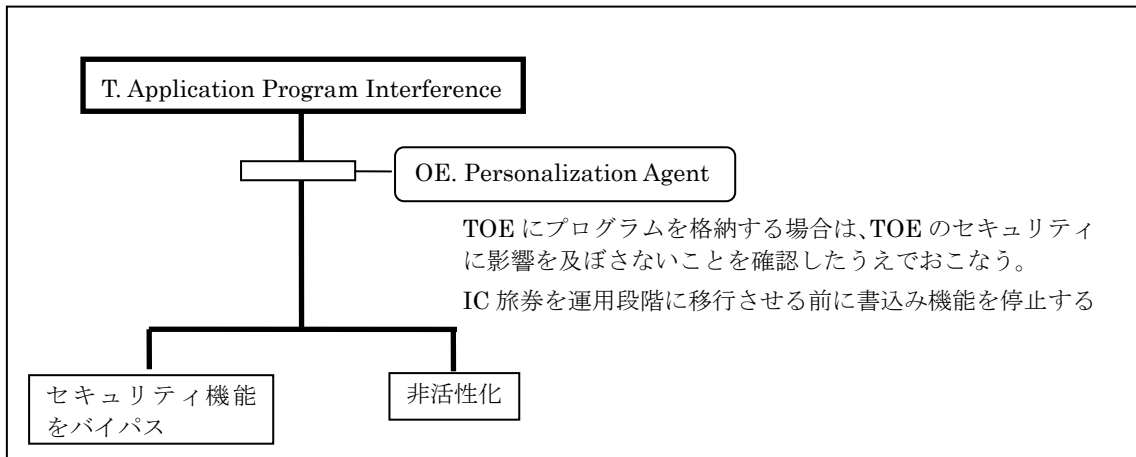 T. Application Program Interference
OE. Personalization Agent
TOE にプログラムを格納する場合は、TOE のセキュリティ
に影響を及ぼさないことを確認したうえでおこなう。
IC 旅券を運用段階に移行させる前に書込み機能を停止する
セキュリティ機能
をバイパス
非活性化